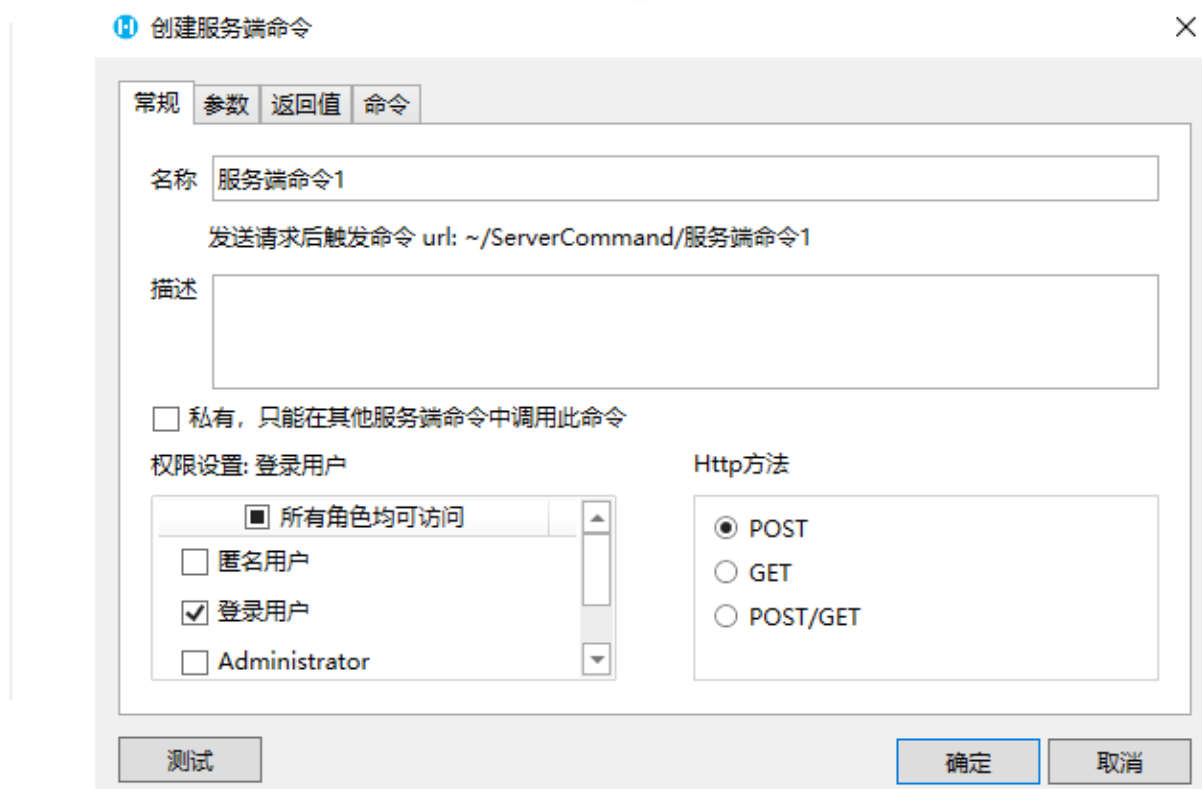 创建服务端命令
常规 参数 返回值 命令
名称 服务端命令1
发送请求后触发命令 url: ~/ServerCommand/服务端命令1
描述
私有，只能在其他服务端命令中调用此命令
权限设置: 登录用户
Http方法
所有角色均可访问
匿名用户
登录用户
Administrator
POST
GET
POST/GET
测试 确定 取消